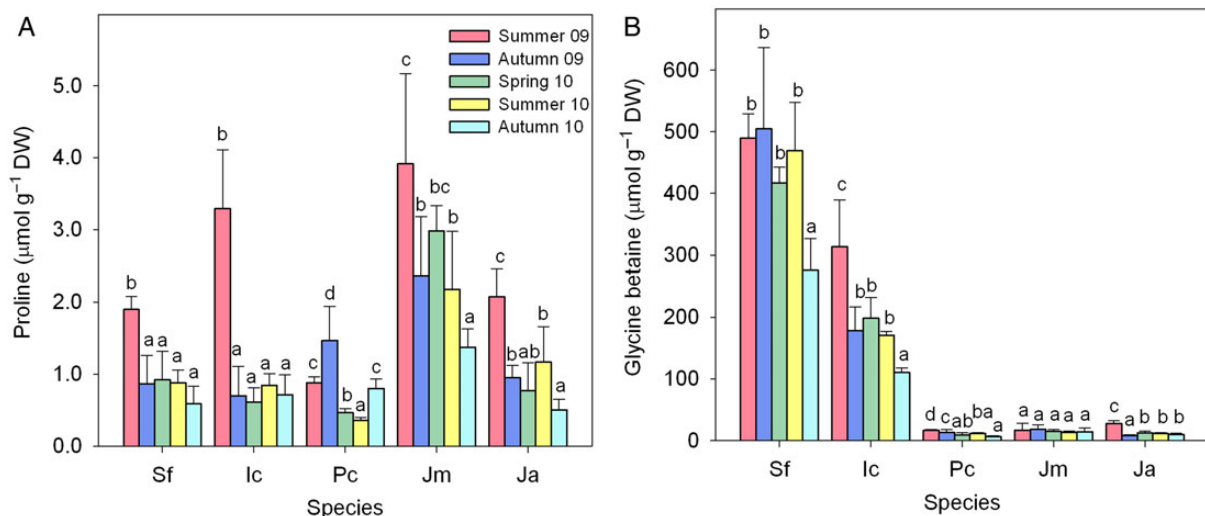 A
Proline (µmol g⁻¹ DW)
5.0
4.0
3.0
2.0
1.0
0.0
Summer 09
Autumn 09
Spring 10
Summer 10
Autumn 10
b a a a a
b a a a a
c d b a c
c b bc b a
c b ab b a
Sf Ic Pc Jm Ja
Species
B
Glycine betaine (µmol g⁻¹ DW)
600
500
400
300
200
100
0
b b b b a
c b b b a
d c ab ba a
a a a a a
c a b b b
Sf Ic Pc Jm Ja
Species